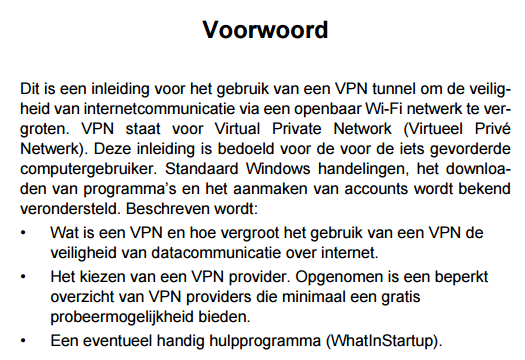 Voorwoord
Dit is een inleiding voor het gebruik van een VPN tunnel om de veilig-
heid van internetcommunicatie via een openbaar Wi-Fi netwerk te ver-
groten. VPN staat voor Virtual Private Network (Virtueel Privé
Netwerk). Deze inleiding is bedoeld voor de voor de iets gevorderde
computergebruiker. Standaard Windows handelingen, het downloa-
den van programma's en het aanmaken van accounts wordt bekend
verondersteld. Beschreven wordt:
• Wat is een VPN en hoe vergroot het gebruik van een VPN de
veiligheid van datacommunicatie over internet.
• Het kiezen van een VPN provider. Opgenomen is een beperkt
overzicht van VPN providers die minimaal een gratis
probeermogelijkheid bieden.
• Een eventueel handig hulpprogramma (WhatInStartup).